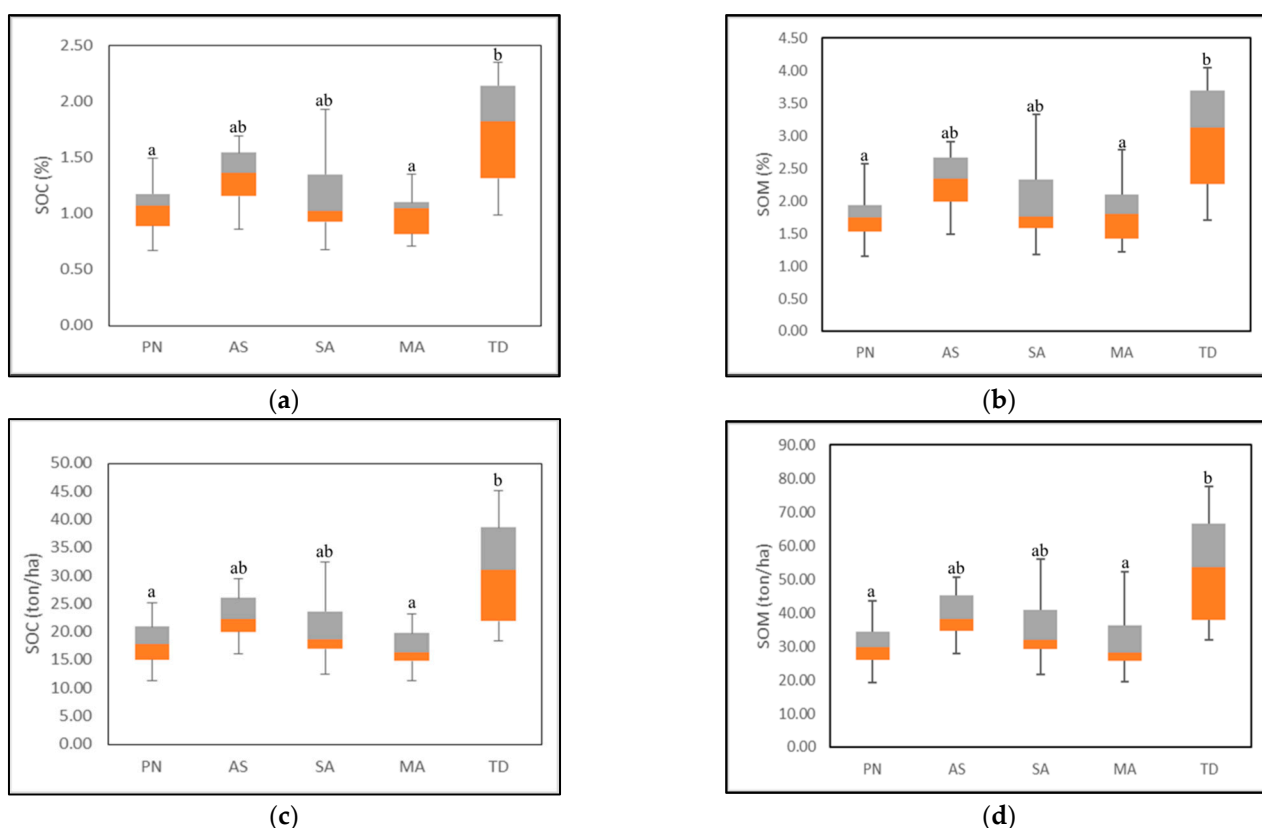 2.50
2.00
1.50
1.00
0.50
0.00
SOC (%)
a
ab
ab
a
b
PN AS SA MA TD
(a)
4.50
4.00
3.50
3.00
2.50
2.00
1.50
1.00
0.50
0.00
SOM (%)
a
ab
ab
a
b
PN AS SA MA TD
(b)
50.00
45.00
40.00
35.00
30.00
25.00
20.00
15.00
10.00
5.00
0.00
SOC (ton/ha)
a
ab
ab
a
b
PN AS SA MA TD
(c)
90.00
80.00
70.00
60.00
50.00
40.00
30.00
20.00
10.00
0.00
SOM (ton/ha)
a
ab
ab
a
b
PN AS SA MA TD
(d)